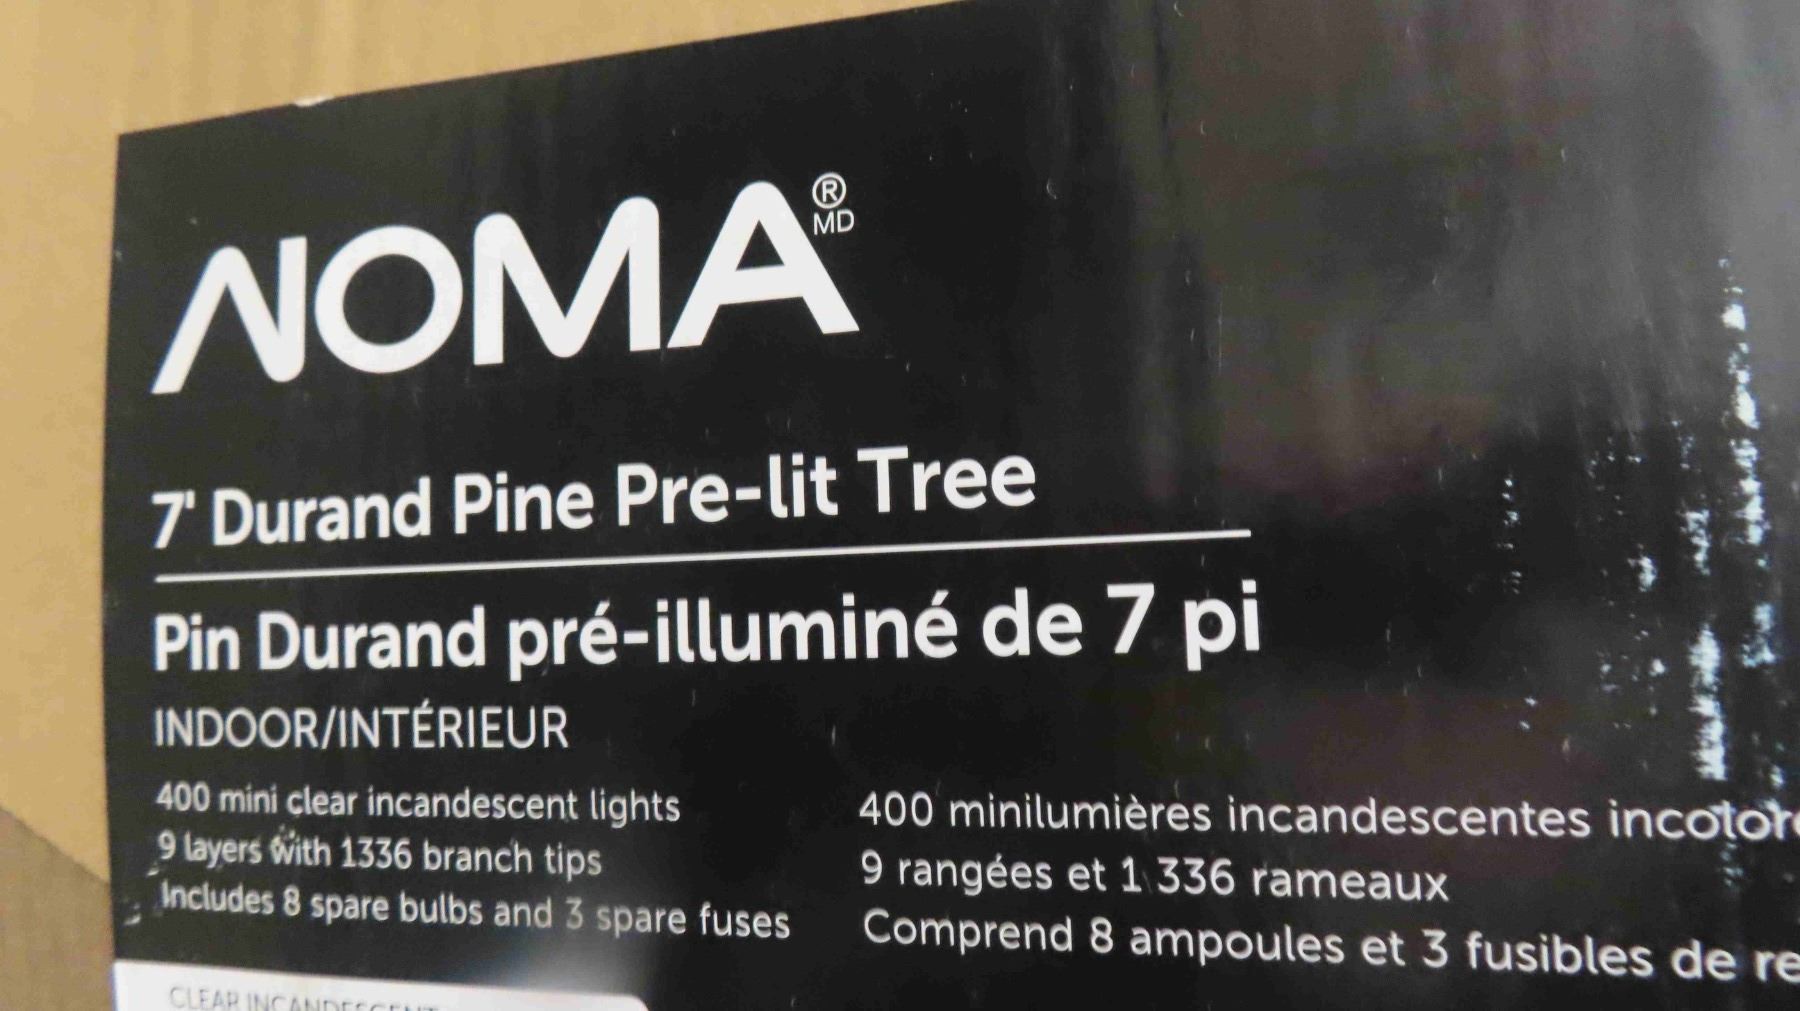 NOMA®
MD
7' Durand Pine Pre-lit Tree
Pin Durand pré-illuminé de 7 pi
INDOOR/INTÉRIEUR
400 mini clear incandescent lights
9 layers with 1336 branch tips
Includes 8 spare bulbs and 3 spare fuses
400 minilumières incandescentes
9 rangées et 1 336 rameaux
Comprend 8 ampoules et 3 fusibles de
CLEAR INCANDESCENT